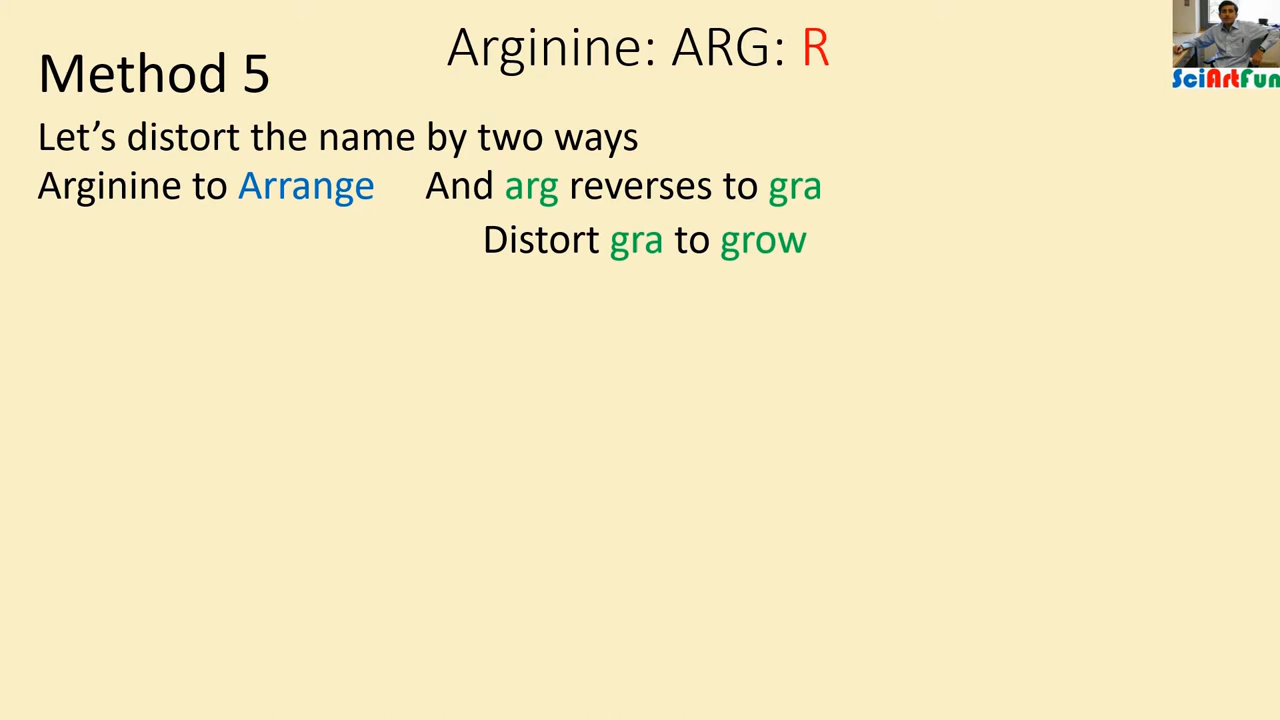 Arginine: ARG: R
Method 5
Let’s distort the name by two ways
Arginine to Arrange And arg reverses to gra
Distort gra to grow
SciArtFun